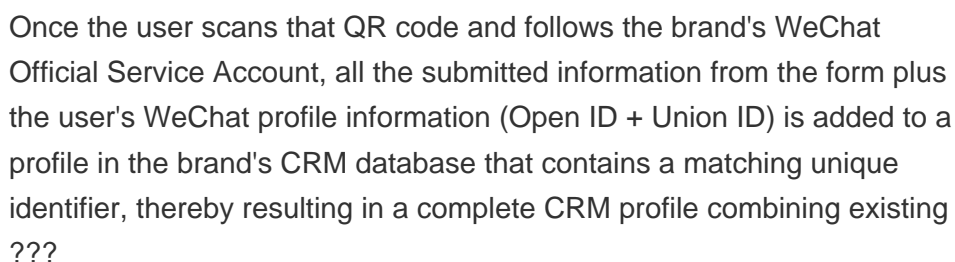 Once the user scans that QR code and follows the brand's WeChat
Official Service Account, all the submitted information from the form plus
the user's WeChat profile information (Open ID + Union ID) is added to a
profile in the brand's CRM database that contains a matching unique
identifier, thereby resulting in a complete CRM profile combining existing
???